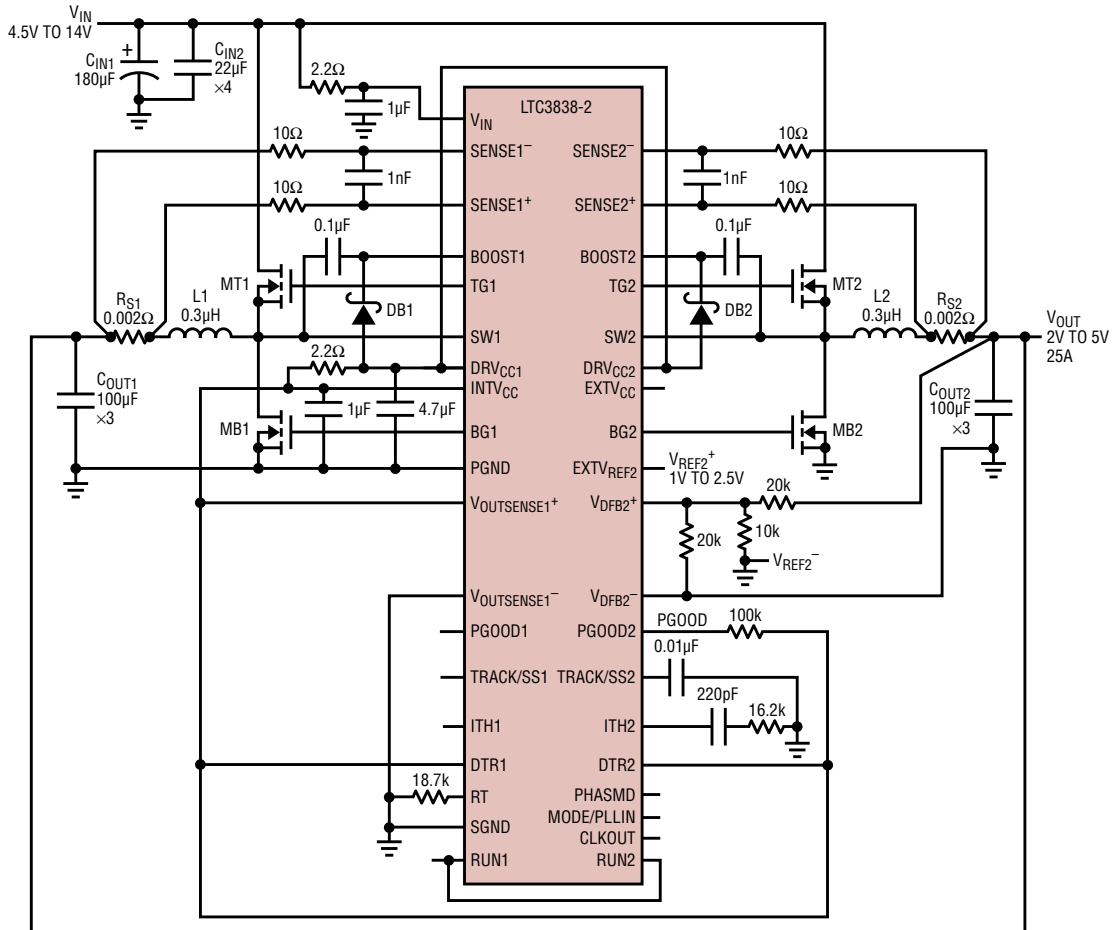 VIN
4.5V TO 14V
CIN1
180µF
+
CIN2
22µF
×4
2.2Ω
1µF
10Ω
1nF
10Ω
0.1µF
MT1
DB1
RS1
0.002Ω
L1
0.3µH
2.2Ω
COUT1
100µF
×3
1µF
4.7µF
MB1
18.7k
LTC3838-2
VIN
SENSE1−
SENSE1+
BOOST1
TG1
SW1
DRVCC1
INTVCC
BG1
PGND
VOUTSENSE1+
VOUTSENSE1−
PGOOD1
TRACK/SS1
ITH1
DTR1
RT
SGND
RUN1
SENSE2−
SENSE2+
BOOST2
TG2
SW2
DRVCC2
EXTVCC
BG2
EXTVREF2
VDFB2+
VDFB2−
PGOOD2
TRACK/SS2
ITH2
DTR2
PHASMD
MODE/PLLIN
CLKOUT
RUN2
10Ω
1nF
10Ω
0.1µF
MT2
DB2
L2
0.3µH
RS2
0.002Ω
VOUT
2V TO 5V
25A
COUT2
100µF
×3
MB2
VREF2+
1V TO 2.5V
20k
20k
10k
VREF2−
PGOOD
100k
0.01µF
220pF
16.2k